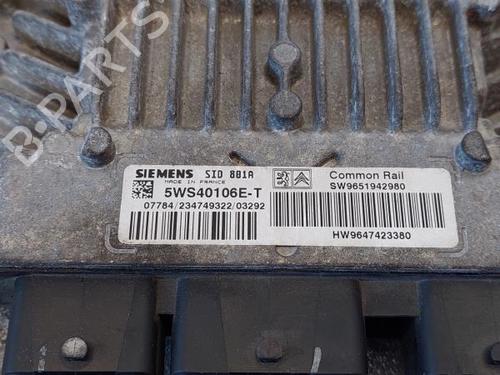 B-PARTS
SIEMENS SID 801A
MADE IN FRANCE
5WS40106E-T
07784/234749322/03292
Common Rail
SW9651942980
HW9647423380